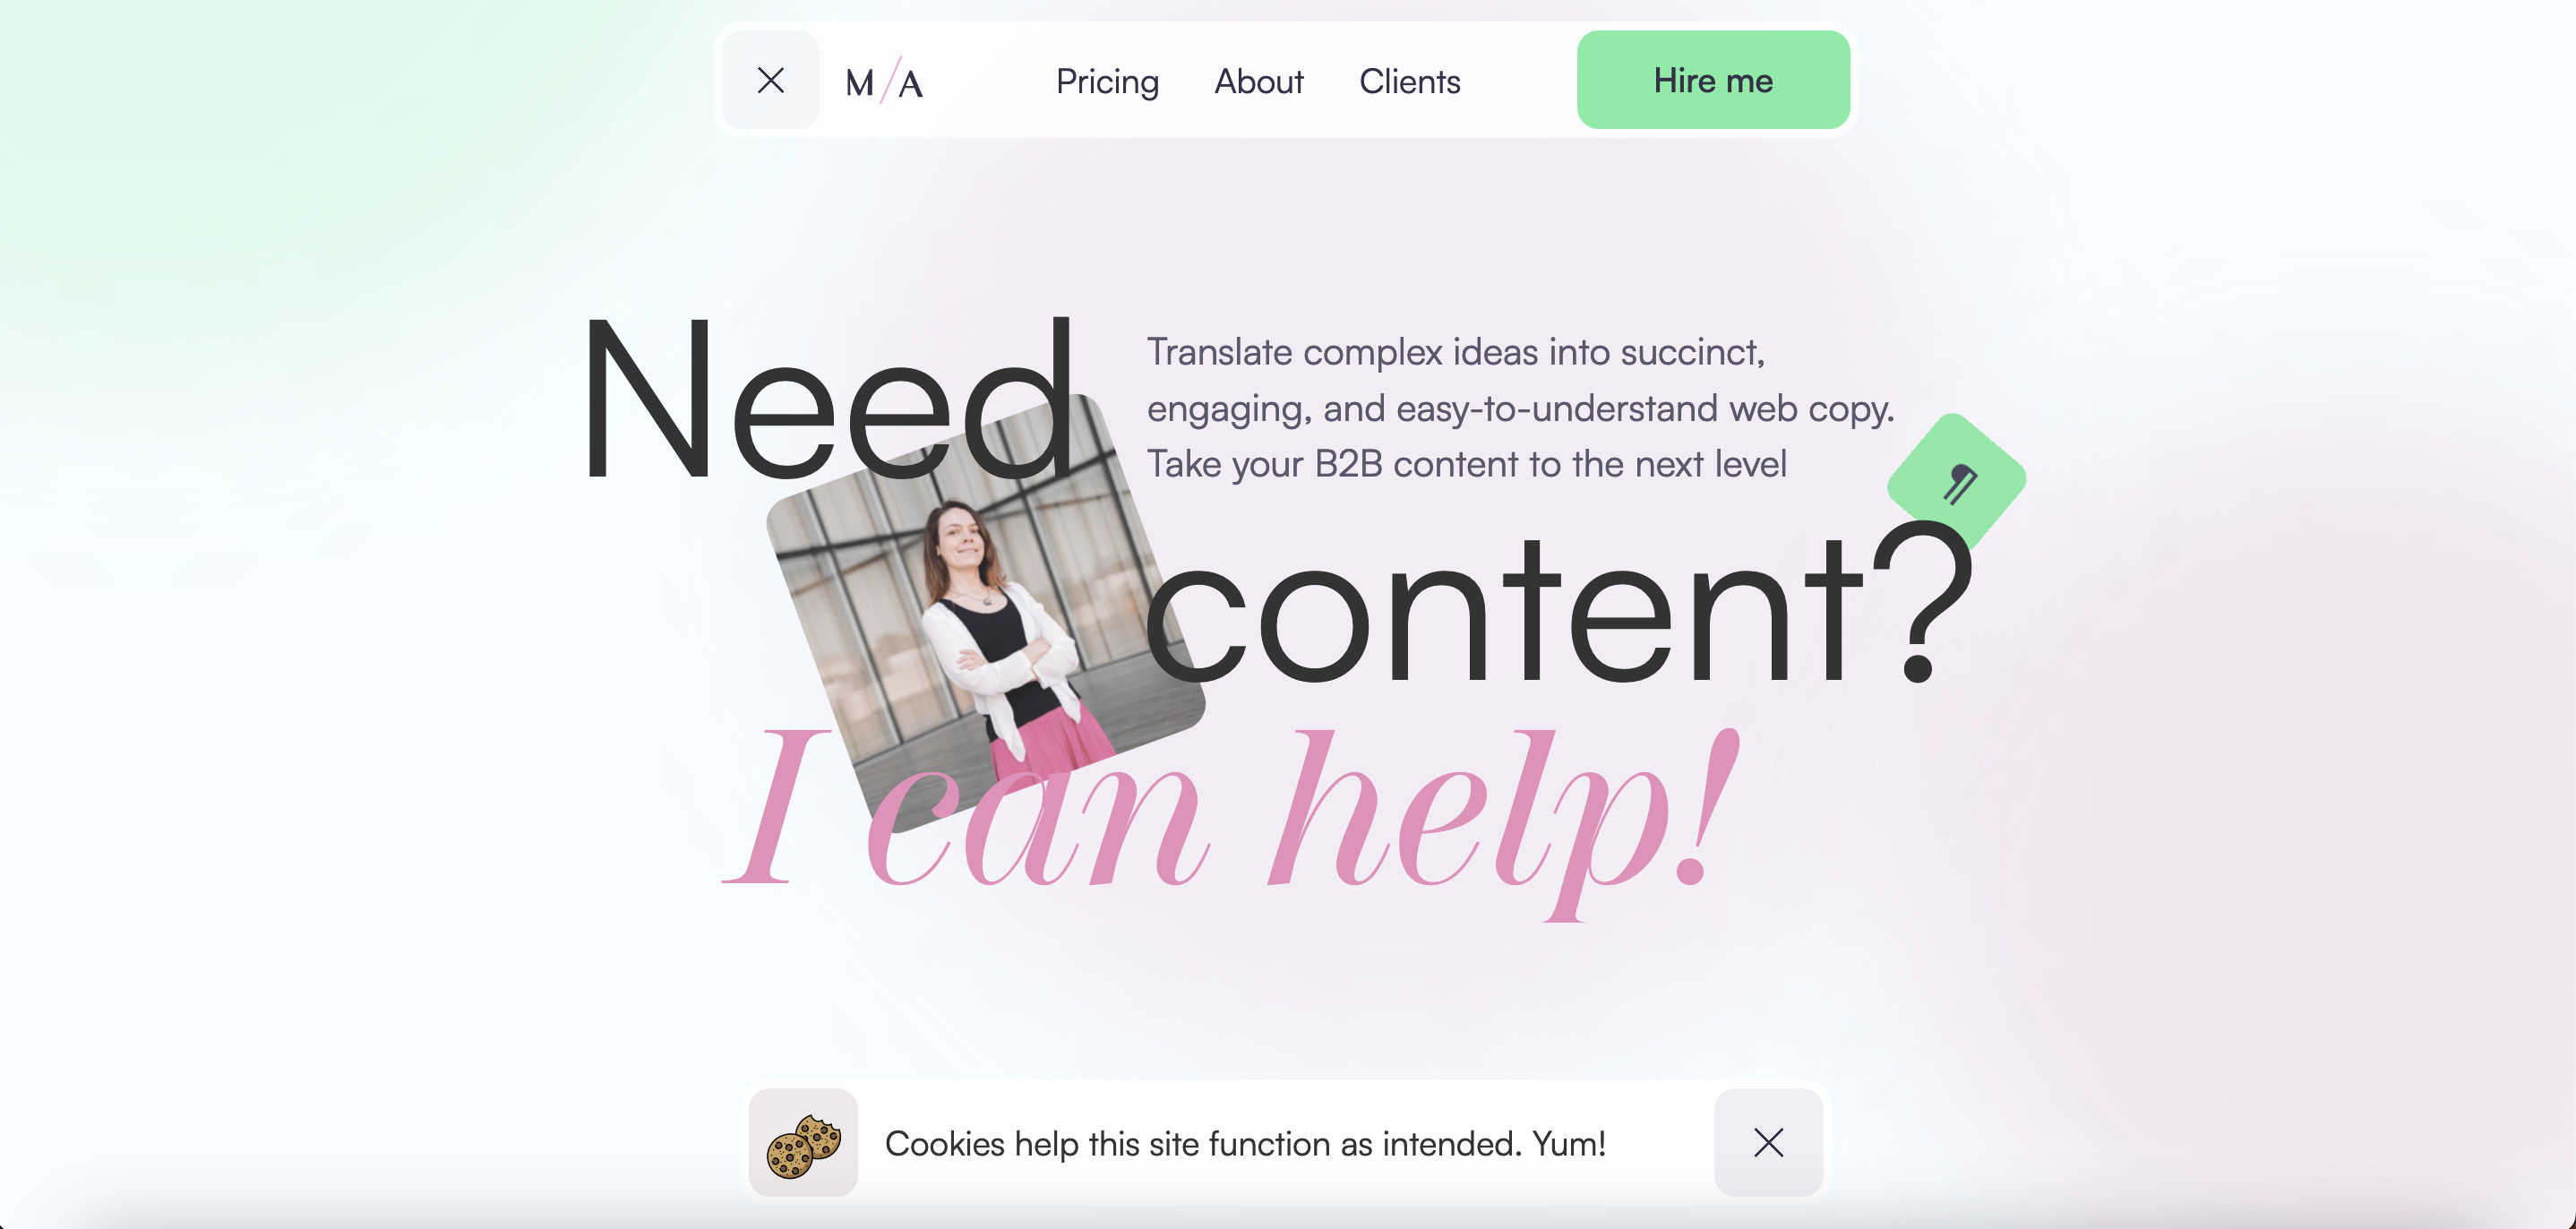 M/A
Pricing
About
Clients
Hire me
Need
Translate complex ideas into succinct,
engaging, and easy-to-understand web copy.
Take your B2B content to the next level
¶
content?
I can help!
Cookies help this site function as intended. Yum!